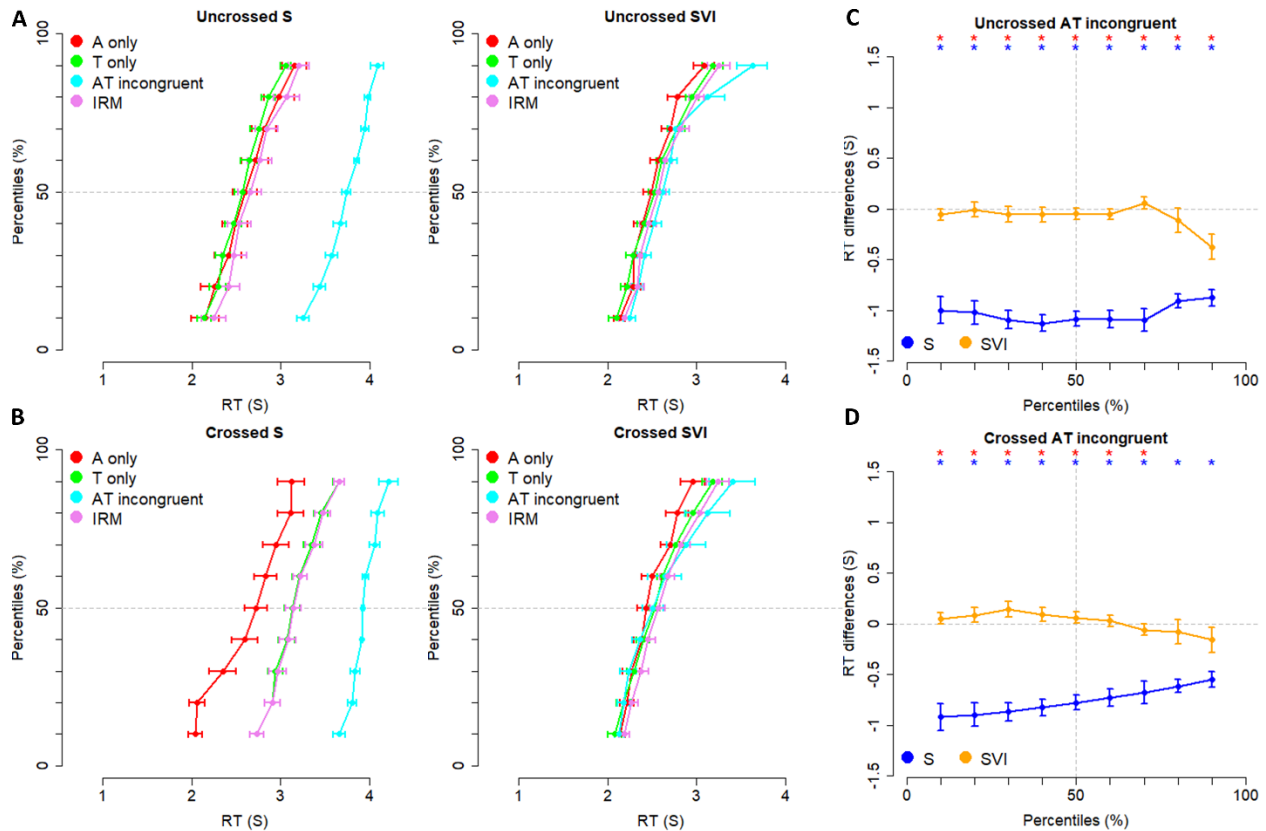 A
Uncrossed S
100
50
0
Percentiles (%)
A only
T only
AT incongruent
IRM
1 2 3 4
RT (S)
Uncrossed SVI
100
50
0
Percentiles (%)
A only
T only
AT incongruent
IRM
1 2 3 4
RT (S)
C
Uncrossed AT incongruent
* * * * * * * * *
* * * * * * * * *
1.5
1
0.5
0
-0.5
-1
-1.5
RT differences (S)
S SVI
0 50 100
Percentiles (%)
B
Crossed S
100
50
0
Percentiles (%)
A only
T only
AT incongruent
IRM
1 2 3 4
RT (S)
Crossed SVI
100
50
0
Percentiles (%)
A only
T only
AT incongruent
IRM
1 2 3 4
RT (S)
D
Crossed AT incongruent
* * * * * * *
* * * * * * * * *
1.5
1
0.5
0
-0.5
-1
-1.5
RT differences (S)
S SVI
0 50 100
Percentiles (%)